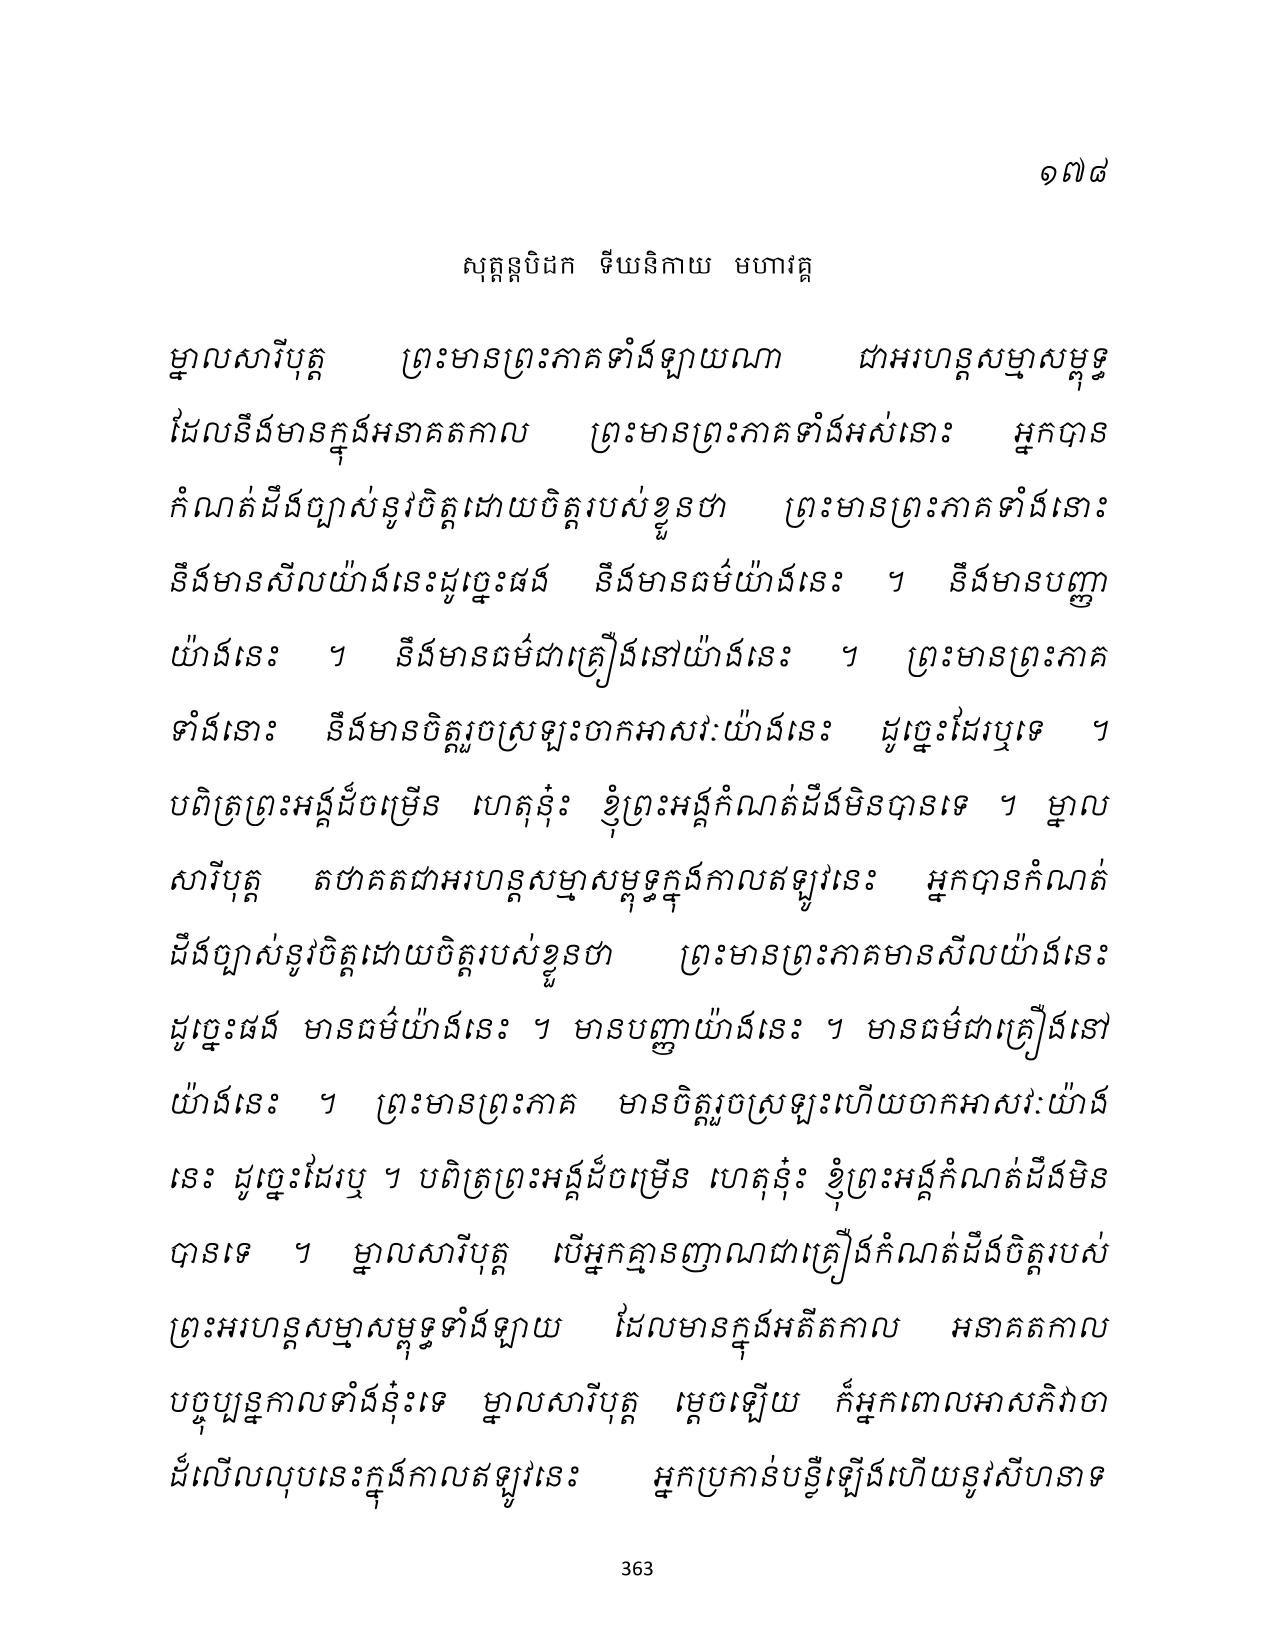 ១៧៨
សុត្តន្តបិដក ទីឃនិកាយ មហាវគ្គ
ម្នាលសារីបុត្ត ព្រះមានព្រះភាគទាំងឡាយណា ជាអរហន្តសម្មាសម្ពុទ្ធ
ដែលនឹងមានក្នុងអនាគតកាល ព្រះមានព្រះភាគទាំងអស់នោះ អ្នកបាន
កំណត់ដឹងច្បាស់នូវចិត្តដោយចិត្តរបស់ខ្លួនថា ព្រះមានព្រះភាគទាំងនោះ
នឹងមានសីលយ៉ាងនេះដូច្នេះផង នឹងមានធម៌យ៉ាងនេះ ។ នឹងមានបញ្ញា
យ៉ាងនេះ ។ នឹងមានធម៌ជាគ្រឿងនៅយ៉ាងនេះ ។ ព្រះមានព្រះភាគ
ទាំងនោះ នឹងមានចិត្តរួចស្រឡះចាកអាសវៈយ៉ាងនេះ ដូច្នេះដែរឬទេ ។
បពិត្រព្រះអង្គដ៏ចម្រើន ហេតុនុ៎ះ ខ្ញុំព្រះអង្គកំណត់ដឹងមិនបានទេ ។ ម្នាល
សារីបុត្ត តថាគតជាអរហន្តសម្មាសម្ពុទ្ធក្នុងកាលឥឡូវនេះ អ្នកបានកំណត់
ដឹងច្បាស់នូវចិត្តដោយចិត្តរបស់ខ្លួនថា ព្រះមានព្រះភាគមានសីលយ៉ាងនេះ
ដូច្នេះផង មានធម៌យ៉ាងនេះ ។ មានបញ្ញាយ៉ាងនេះ ។ មានធម៌ជាគ្រឿងនៅ
យ៉ាងនេះ ។ ព្រះមានព្រះភាគ មានចិត្តរួចស្រឡះហើយចាកអាសវៈយ៉ាង
នេះ ដូច្នេះដែរឬ ។ បពិត្រព្រះអង្គដ៏ចម្រើន ហេតុនុ៎ះ ខ្ញុំព្រះអង្គកំណត់ដឹងមិន
បានទេ ។ ម្នាលសារីបុត្ត បើអ្នកគ្មានញាណជាគ្រឿងកំណត់ដឹងចិត្តរបស់
ព្រះអរហន្តសម្មាសម្ពុទ្ធទាំងឡាយ ដែលមានក្នុងអតីតកាល អនាគតកាល
បច្ចុប្បន្នកាលទាំងនុ៎ះទេ ម្នាលសារីបុត្ត ម្តេចឡើយ ក៏អ្នកពោលអាសភិវាចា
ដ៏លើលលុបនេះក្នុងកាលឥឡូវនេះ អ្នកប្រកាន់បន្លឺឡើងហើយនូវសីហនាទ
363